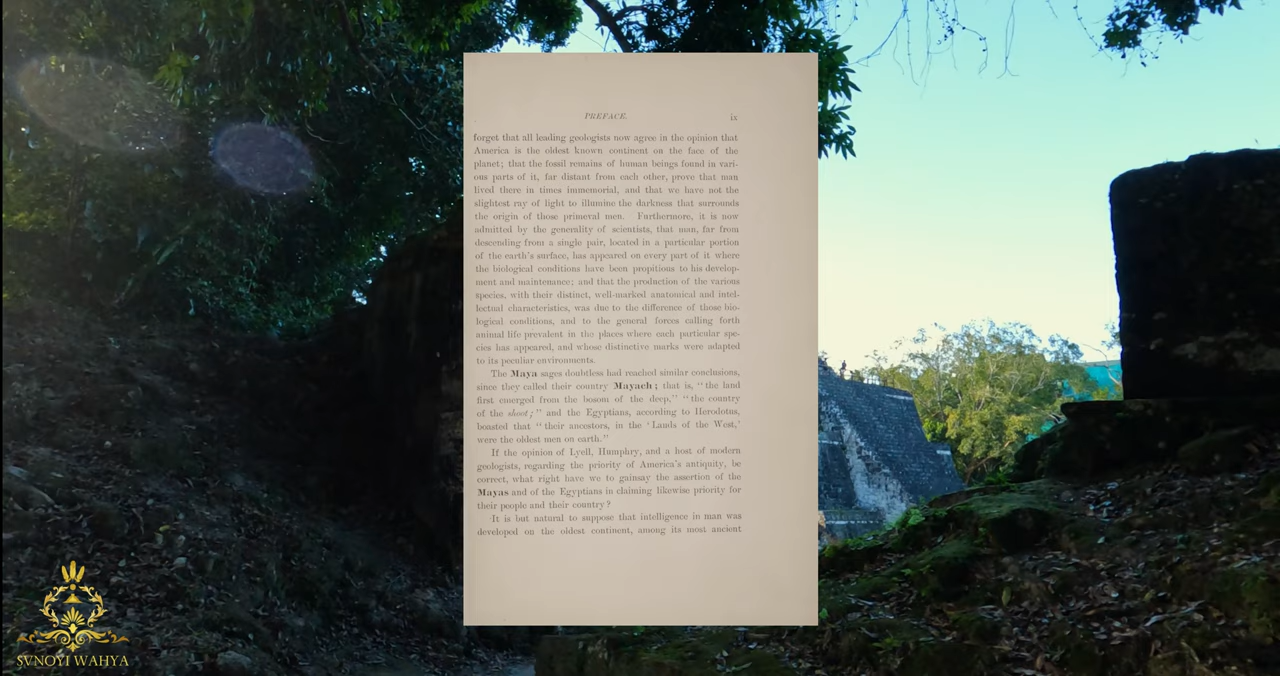 PREFACE. ix
forget that all leading geologists now agree in the opinion that
America is the oldest known continent on the face of the
planet; that the fossil remains of human beings found in vari-
ous parts of it, far distant from each other, prove that man
lived there in times immemorial, and that we have not the
slightest ray of light to illumine the darkness that surrounds
the origin of those primeval men. Furthermore, it is now
admitted by the generality of scientists, that man, far from
descending from a single pair, located in a particular portion
of the earth's surface, has appeared on every part of it where
the biological conditions have been propitious to his develop-
ment and maintenance; and that the production of the various
species, with their distinct, well-marked anatomical and intel-
lectual characteristics, was due to the difference of those bio-
logical conditions, and to the general forces calling forth
animal life prevalent in the places where each particular spe-
cies has appeared, and whose distinctive marks were adapted
to its peculiar environments.
The Maya sages doubtless had reached similar conclusions,
since they called their country Mayach; that is, "the land
first emerged from the bosom of the deep," "the country
of the shoot;" and the Egyptians, according to Herodotus,
boasted that "their ancestors, in the 'Lands of the West,'
were the oldest men on earth."
If the opinion of Lyell, Humphry, and a host of modern
geologists, regarding the priority of America's antiquity, be
correct, what right have we to gainsay the assertion of the
Mayas and of the Egyptians in claiming likewise priority for
their people and their country?
It is but natural to suppose that intelligence in man was
developed on the oldest continent, among its most ancient
SVNOYI WAHYA